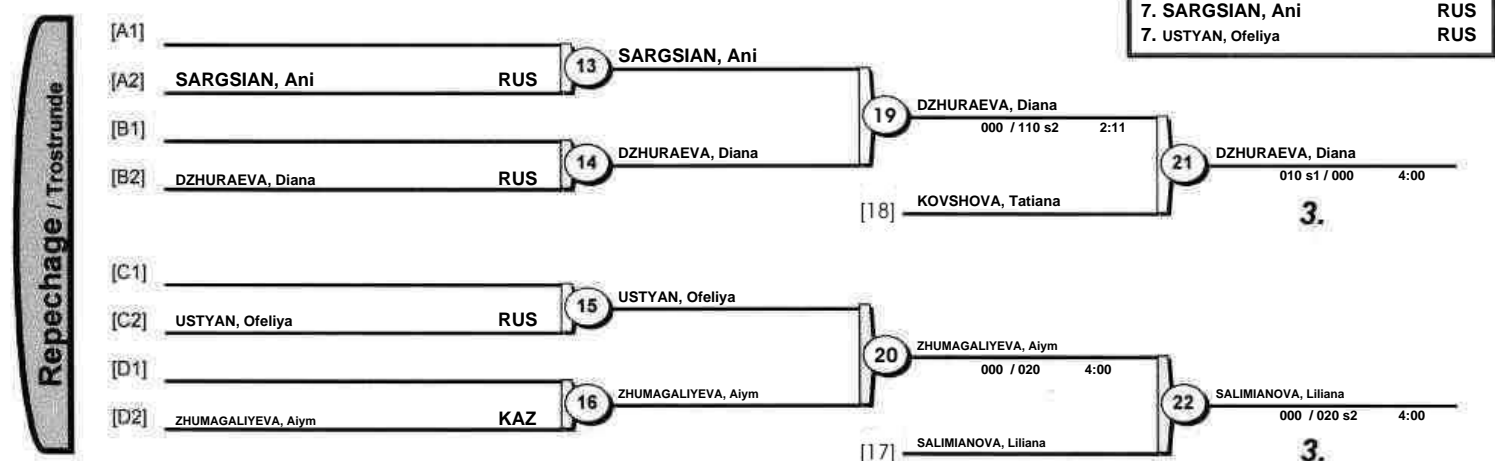 7. SARGSIAN, Ani RUS
7. USTYAN, Ofeliya RUS
Repechage / Trostrunde
[A1]
[A2] SARGSIAN, Ani RUS
13 SARGSIAN, Ani
[B1]
[B2] DZHURAEVA, Diana RUS
14 DZHURAEVA, Diana
19 DZHURAEVA, Diana
000 / 110 s2 2:11
[18] KOVSHOVA, Tatiana
21 DZHURAEVA, Diana
010 s1 / 000 4:00
3.
[C1]
[C2] USTYAN, Ofeliya RUS
15 USTYAN, Ofeliya
[D1]
[D2] ZHUMAGALIYEVA, Aiym KAZ
16 ZHUMAGALIYEVA, Aiym
20 ZHUMAGALIYEVA, Aiym
000 / 020 4:00
[17] SALIMIANOVA, Liliana
22 SALIMIANOVA, Liliana
000 / 020 s2 4:00
3.